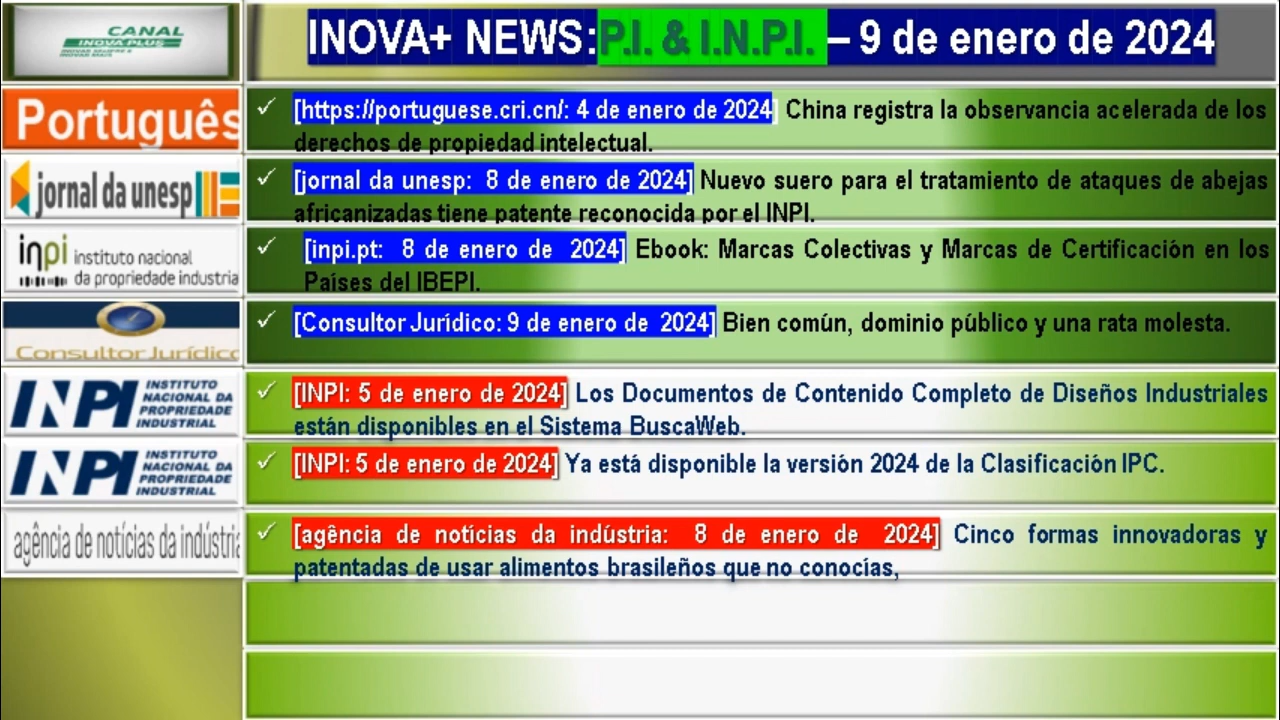 CANAL
INOVA PLUS
INOVA+ NEWS:P.I. & I.N.P.I. – 9 de enero de 2024
Português
[https://portuguese.cri.cn/: 4 de enero de 2024] China registra la observancia acelerada de los
derechos de propiedad intelectual.
jornal da unesp
[jornal da unesp: 8 de enero de 2024] Nuevo suero para el tratamiento de ataques de abejas
africanizadas tiene patente reconocida por el INPI.
inpi instituto nacional
da propriedade industria
[inpi.pt: 8 de enero de 2024] Ebook: Marcas Colectivas y Marcas de Certificación en los
Países del IBEPI.
Consultor Jurídico
[Consultor Jurídico: 9 de enero de 2024] Bien común, dominio público y una rata molesta.
INPI INSTITUTO
NACIONAL DA
PROPRIEDADE
INDUSTRIAL
[INPI: 5 de enero de 2024] Los Documentos de Contenido Completo de Diseños Industriales
están disponibles en el Sistema BuscaWeb.
INPI INSTITUTO
NACIONAL DA
PROPRIEDADE
INDUSTRIAL
[INPI: 5 de enero de 2024] Ya está disponible la versión 2024 de la Clasificación IPC.
agência de notícias da indústria
[agência de notícias da indústria: 8 de enero de 2024] Cinco formas innovadoras y
patentadas de usar alimentos brasileños que no conocías,